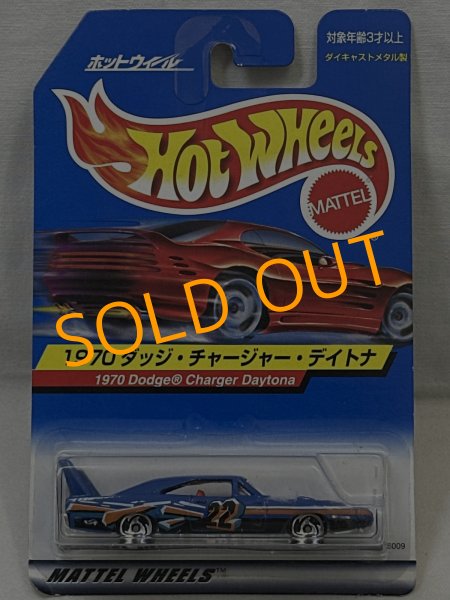 ホットウィール
対象年齢3才以上
ダイキャストメタル製
HOT WHEELS
MATTEL
SOLD OUT
1970 ダッジ・チャージャー・デイトナ
1970 Dodge® Charger Daytona
22
MATTEL WHEELS